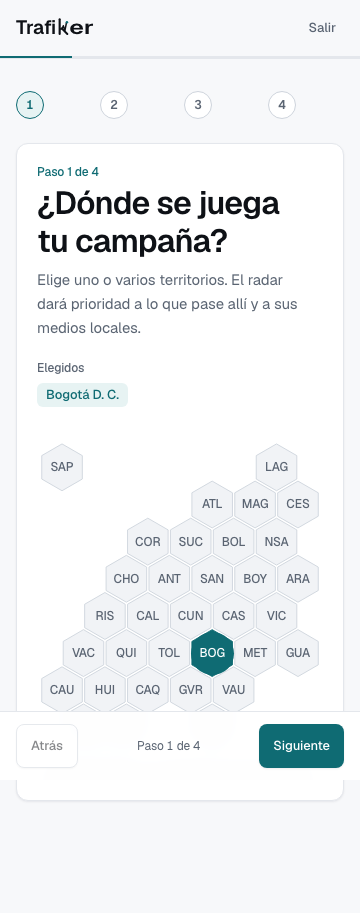 Trafiker
Salir
1
2
3
4
Paso 1 de 4
¿Dónde se juega
tu campaña?
Elige uno o varios territorios. El radar
dará prioridad a lo que pase allí y a sus
medios locales.
Elegidos
Bogotá D. C.
SAP LAG
ATL MAG CES
COR SUC BOL NSA
CHO ANT SAN BOY ARA
RIS CAL CUN CAS VIC
VAC QUI TOL BOG MET GUA
CAU HUI CAQ GVR VAU
Atrás
Paso 1 de 4
Siguiente